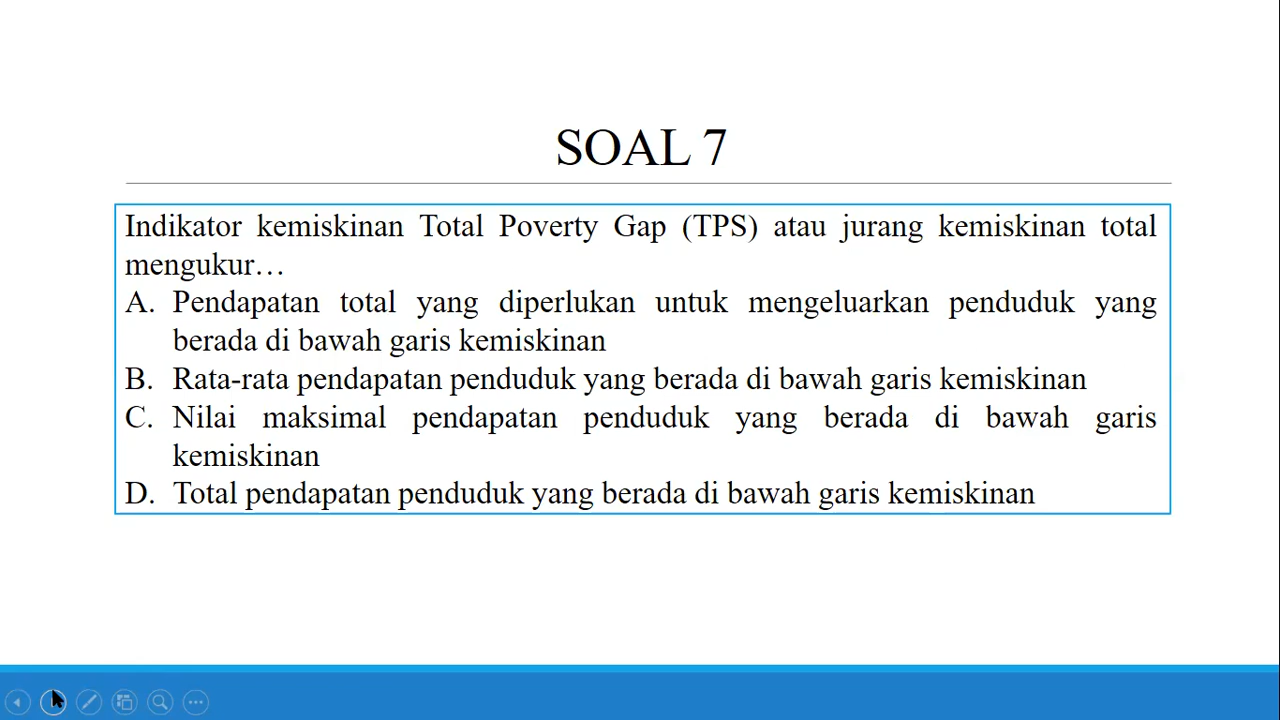 SOAL 7
Indikator kemiskinan Total Poverty Gap (TPS) atau jurang kemiskinan total
mengukur…
A. Pendapatan total yang diperlukan untuk mengeluarkan penduduk yang
berada di bawah garis kemiskinan
B. Rata-rata pendapatan penduduk yang berada di bawah garis kemiskinan
C. Nilai maksimal pendapatan penduduk yang berada di bawah garis
kemiskinan
D. Total pendapatan penduduk yang berada di bawah garis kemiskinan